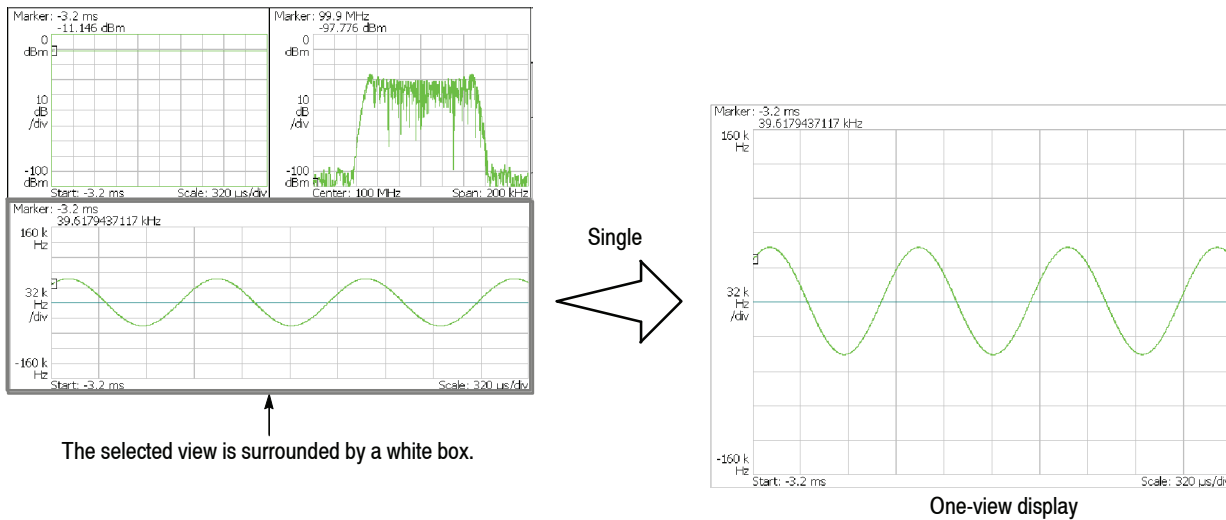 Marker: -3.2 ms
-11.146 dBm
0
dBm
10
dB
/div
-100
dBm
Start: -3.2 ms Scale: 320 µs/div
Marker: 99.9 MHz
-97.776 dBm
0
dBm
10
dB
/div
-100
dBm
Center: 100 MHz Span: 200 kHz
Marker: -3.2 ms
39.6179437117 kHz
160 k
Hz
32 k
Hz
/div
-160 k
Hz
Start: -3.2 ms Scale: 320 µs/div
The selected view is surrounded by a white box.
Single
Marker: -3.2 ms
39.6179437117 kHz
160 k
Hz
32 k
Hz
/div
-160 k
Hz
Start: -3.2 ms Scale: 320 µs/div
One-view display